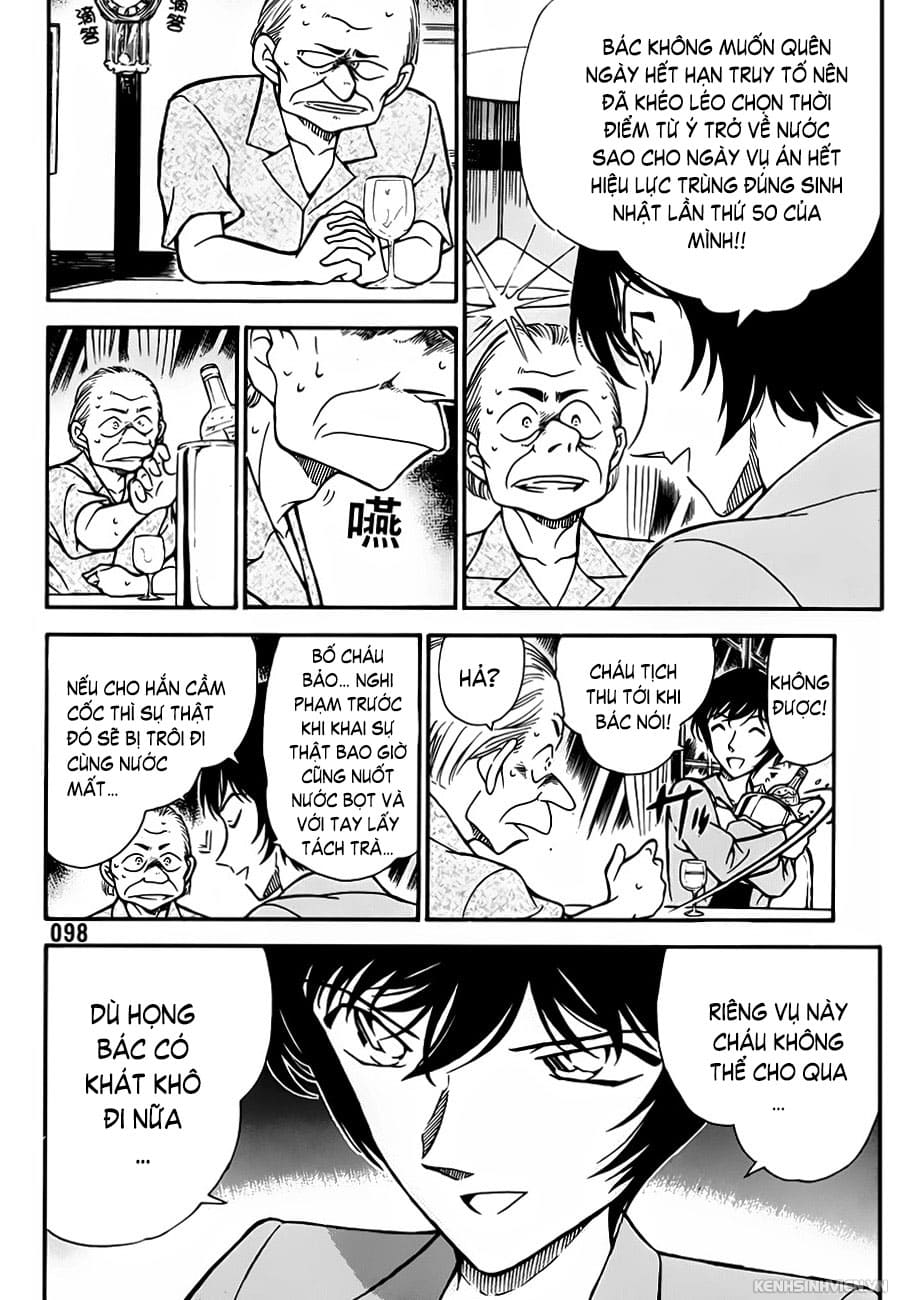 滴答
滴答
BÁC KHÔNG MUỐN QUÊN
NGÀY HẾT HẠN TRUY TỐ NÊN
ĐÃ KHÉO LÉO CHỌN THỜI
ĐIỂM TỪ Ý TRỞ VỀ NƯỚC
SAO CHO NGÀY VỤ ÁN HẾT
HIỆU LỰC TRÙNG ĐÚNG SINH
NHẬT LẦN THỨ 50 CỦA
MÌNH!!
嚥
NẾU CHO HẮN CẦM
CỐC THÌ SỰ THẬT
ĐÓ SẼ BỊ TRÔI ĐI
CÙNG NƯỚC
MẤT...
BỐ CHÁU
BẢO... NGHI
PHẠM TRƯỚC
KHI KHAI SỰ
THẬT BAO GIỜ
CŨNG NUỐT
NƯỚC BỌT VÀ
VỚI TAY LẤY
TÁCH TRÀ...
HẢ?
CHÁU TỊCH
THU TỚI KHI
BÁC NÓI!
KHÔNG
ĐƯỢC!
098
DÙ HỌNG
BÁC CÓ
KHÁT KHÔ
ĐI NỮA
...
RIÊNG VỤ NÀY
CHÁU KHÔNG
THỂ CHO QUA
...
KENHSINHVIEN.VN